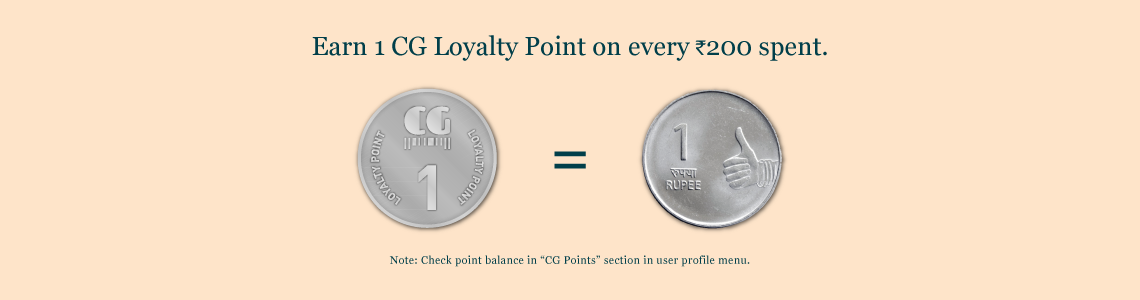 Earn 1 CG Loyalty Point on every ₹200 spent.
CG
LOYALTY POINT
LOYALTY POINT
1
=
1
रुपया
RUPEE
Note: Check point balance in “CG Points” section in user profile menu.